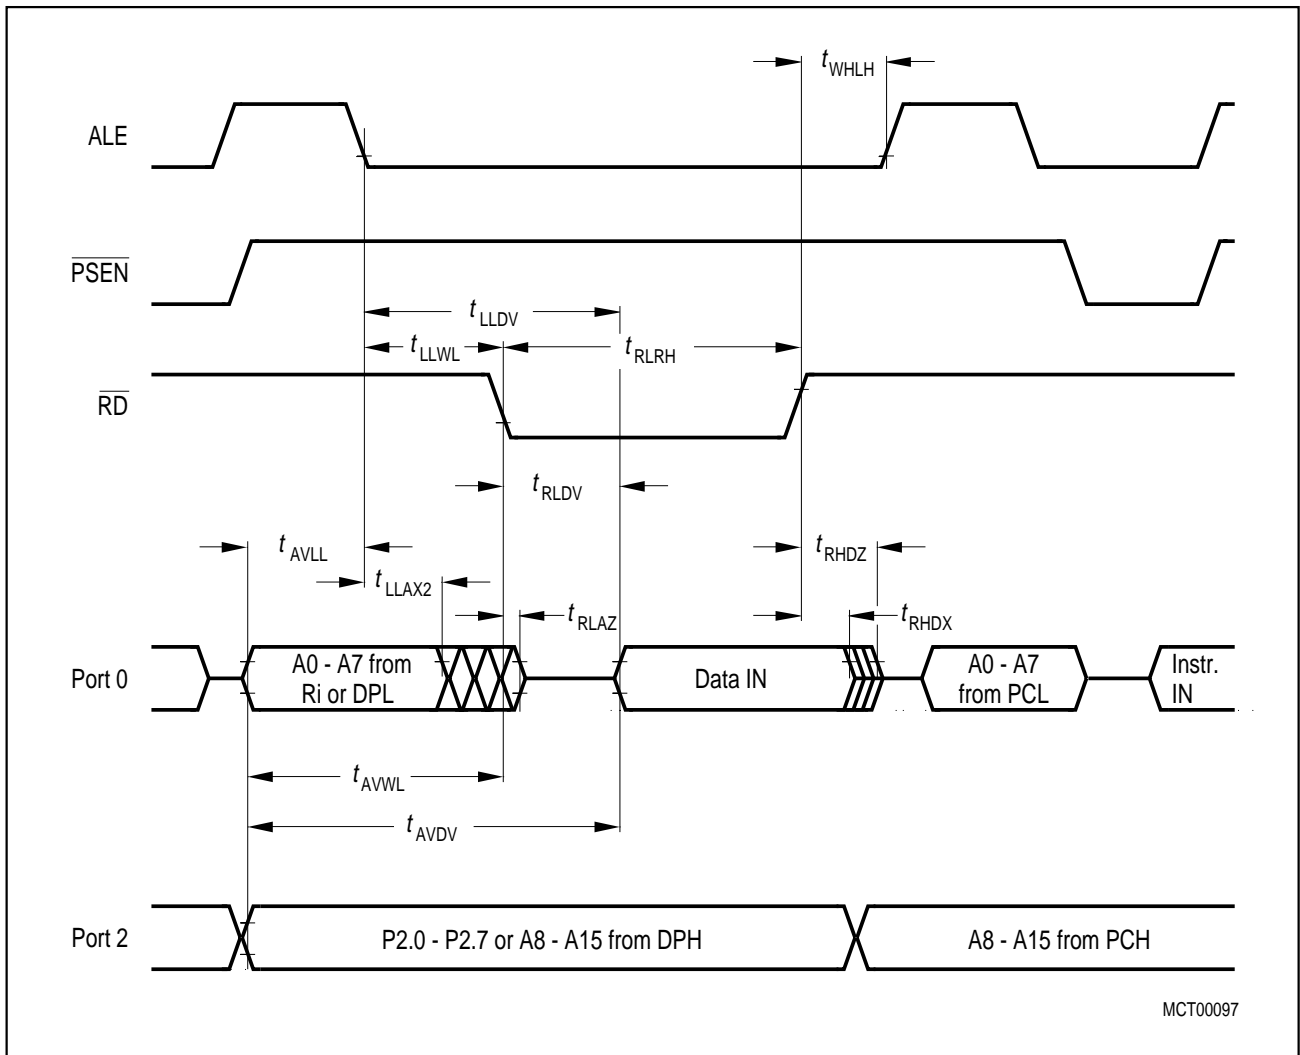 t WHLH
ALE
PSEN
t LLDV
t LLWL
t RLRH
RD
t RLDV
t AVLL
t RHDZ
t LLAX2
t RLAZ
t RHDX
Port 0
A0 - A7 from
Ri or DPL
Data IN
A0 - A7
from PCL
Instr.
IN
t AVWL
t AVDV
Port 2
P2.0 - P2.7 or A8 - A15 from DPH
A8 - A15 from PCH
MCT00097